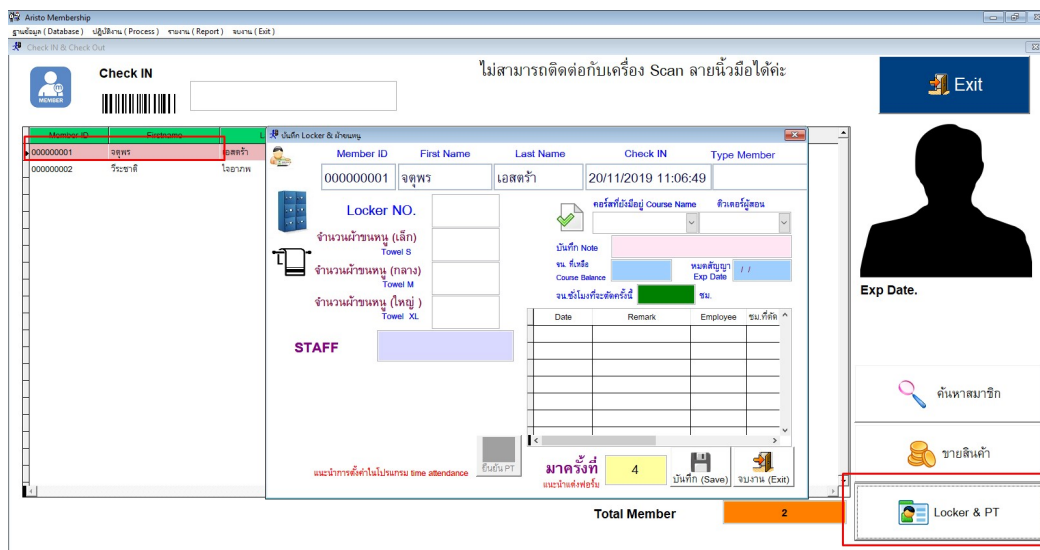 Aristo Membership
ฐานข้อมูล ( Database ) ปฏิบัติงาน ( Process ) รายงาน ( Report ) จบงาน ( Exit )
Check IN & Check Out
MEMBER
Check IN
ไม่สามารถติดต่อกับเครื่อง Scan ลายนิ้วมือได้ค่ะ
Exit
Member ID Firstname L
000000001 จตุพร เอสตร้า
000000002 วีระชาติ ใจอาภพ
บันทึก Locker & ผ้าขนหนู
Member ID First Name Last Name Check IN Type Member
000000001 จตุพร เอสตร้า 20/11/2019 11:06:49
Locker NO.
จำนวนผ้าขนหนู (เล็ก)
Towel S
จำนวนผ้าขนหนู (กลาง)
Towel M
จำนวนผ้าขนหนู (ใหญ่ )
Towel XL
STAFF
คอร์สที่ยังมีอยู่ Course Name ติวเตอร์ผู้สอน
บันทึก Note
จน. ที่เหลือ
Course Balance
หมดสัญญา / /
Exp Date
จน.ชั่วโมงที่จะตัดครั้งนี้ ชม.
Date Remark Employee ชม.ที่ตัด
แนะนำการตั้งค่าในโปรแกรม time attendance
ยืนยัน PT
มาครั้งที่ 4
แนะนำแต่งฟอร์ม
บันทึก (Save)
จบงาน (Exit)
Exp Date.
ค้นหาสมาชิก
ขายสินค้า
Locker & PT
Total Member 2